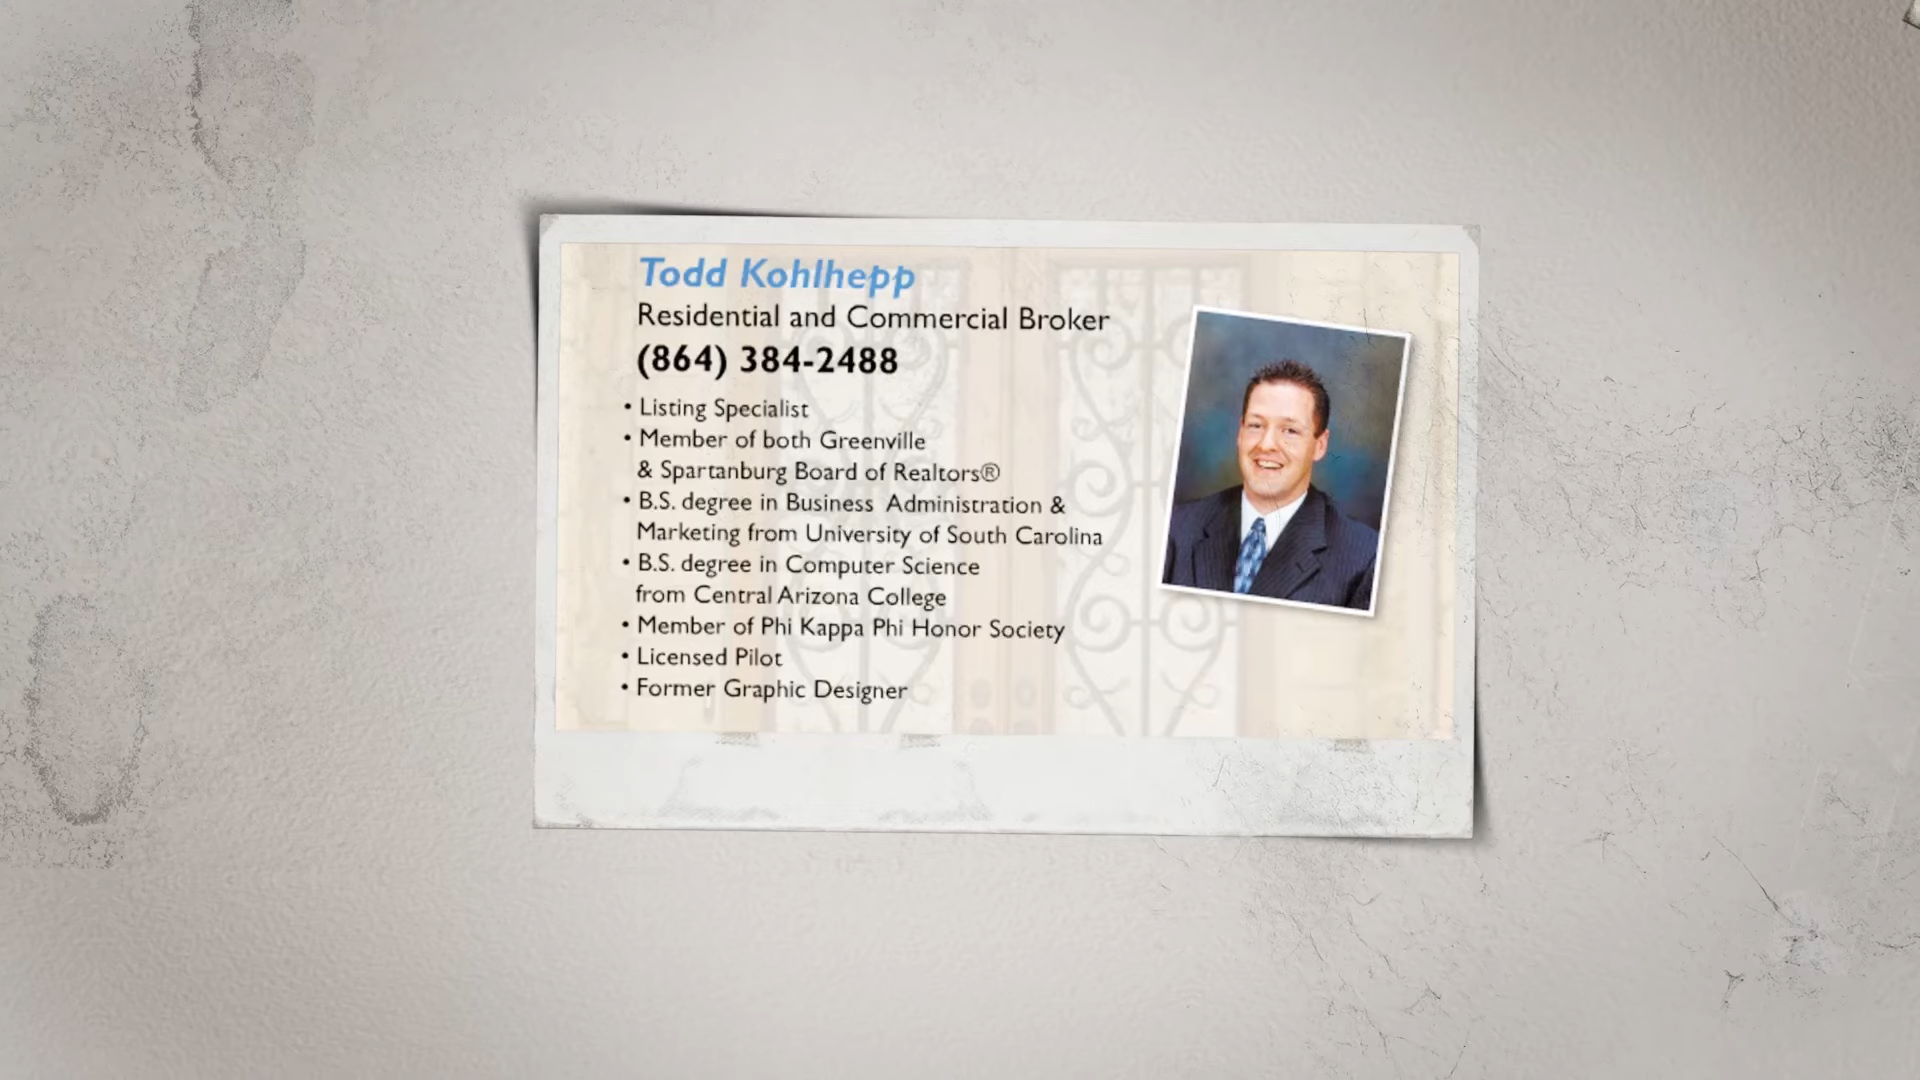 Todd Kohlhepp
Residential and Commercial Broker
(864) 384-2488
• Listing Specialist
• Member of both Greenville
& Spartanburg Board of Realtors®
• B.S. degree in Business Administration &
Marketing from University of South Carolina
• B.S. degree in Computer Science
from Central Arizona College
• Member of Phi Kappa Phi Honor Society
• Licensed Pilot
• Former Graphic Designer